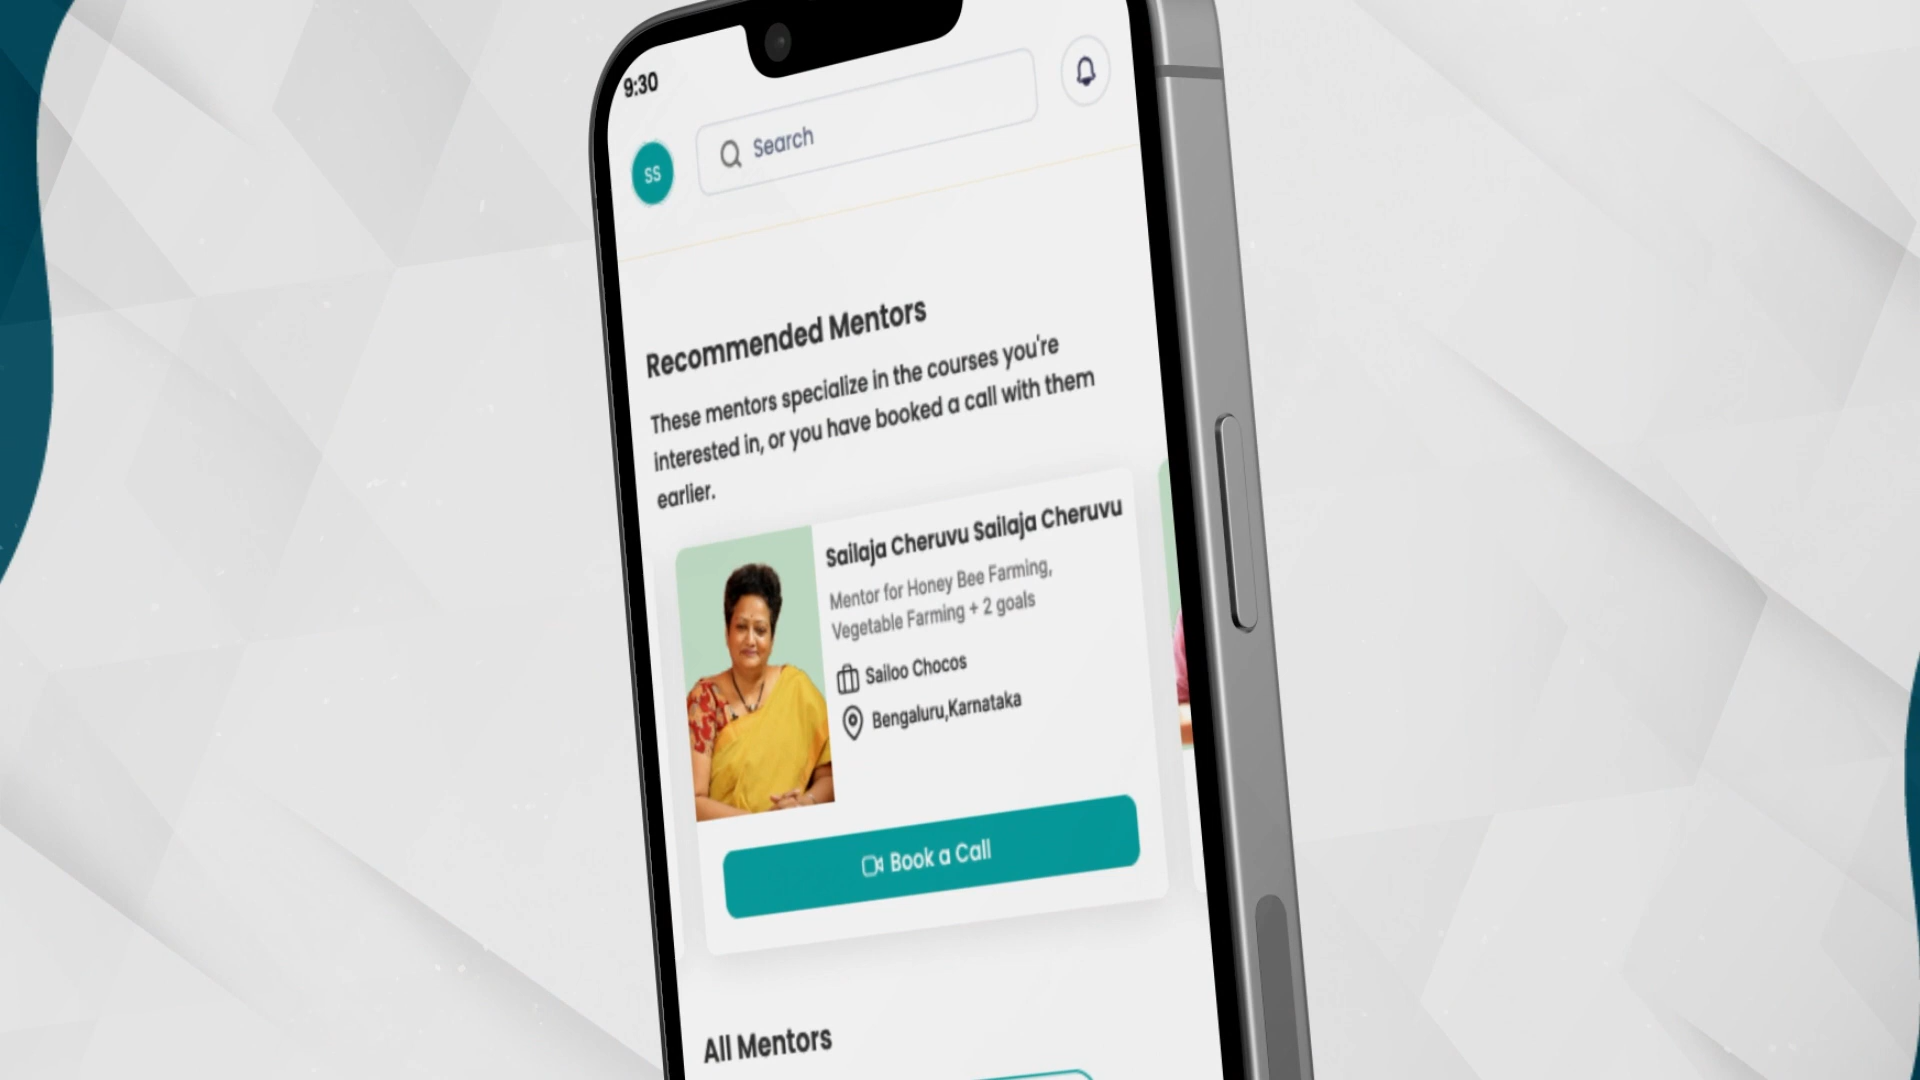 9:30
SS
Search
Recommended Mentors
These mentors specialize in the courses you're
interested in, or you have booked a call with them
earlier.
Sailaja Cheruvu Sailaja Cheruvu
Mentor for Honey Bee Farming,
Vegetable Farming + 2 goals
Sailoo Chocos
Bengaluru,Karnataka
Book a Call
All Mentors